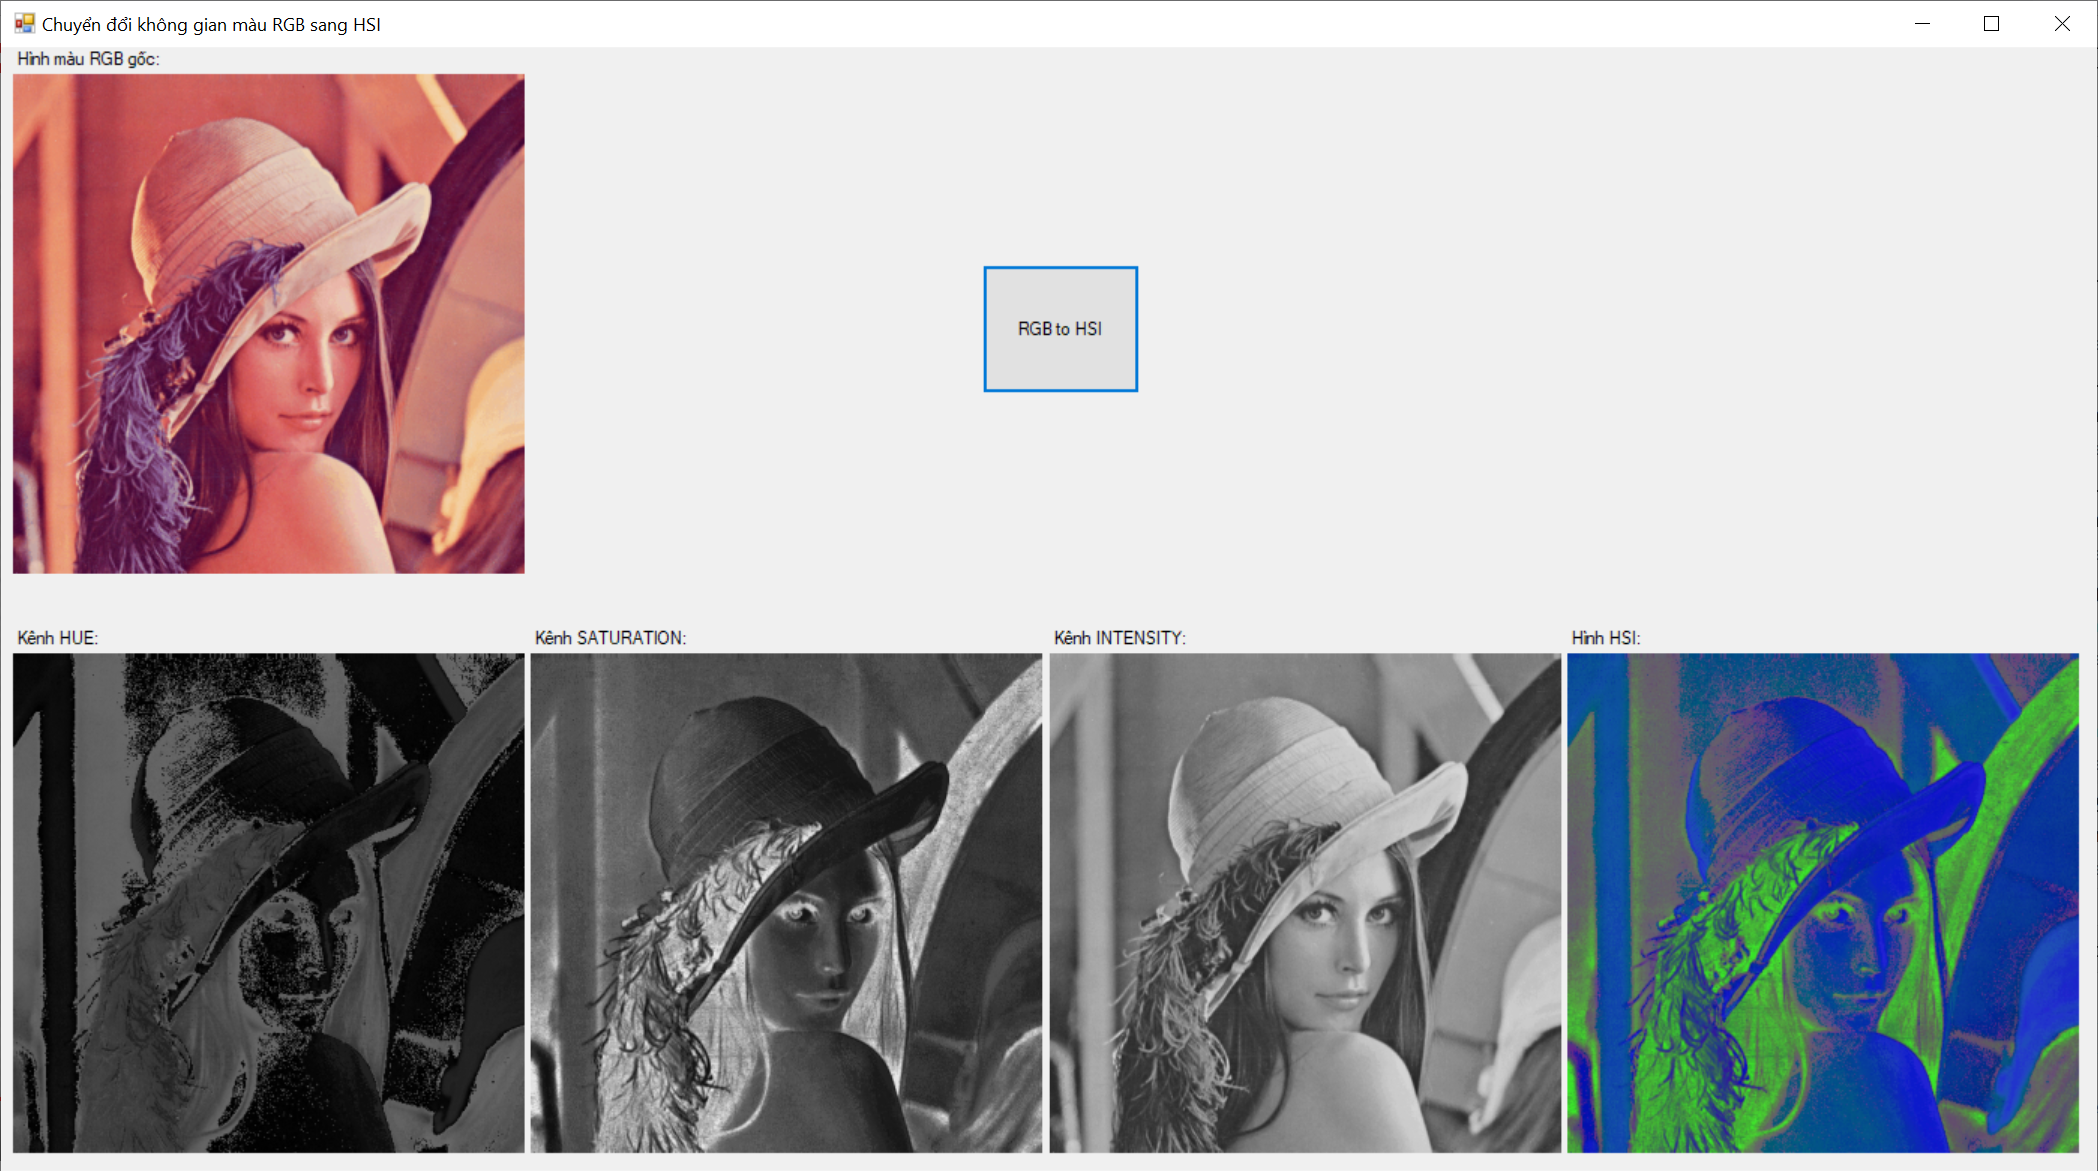 Chuyển đổi không gian màu RGB sang HSI
Hình màu RGB gốc:
RGB to HSI
Kênh HUE:
Kênh SATURATION:
Kênh INTENSITY:
Hình HSI: